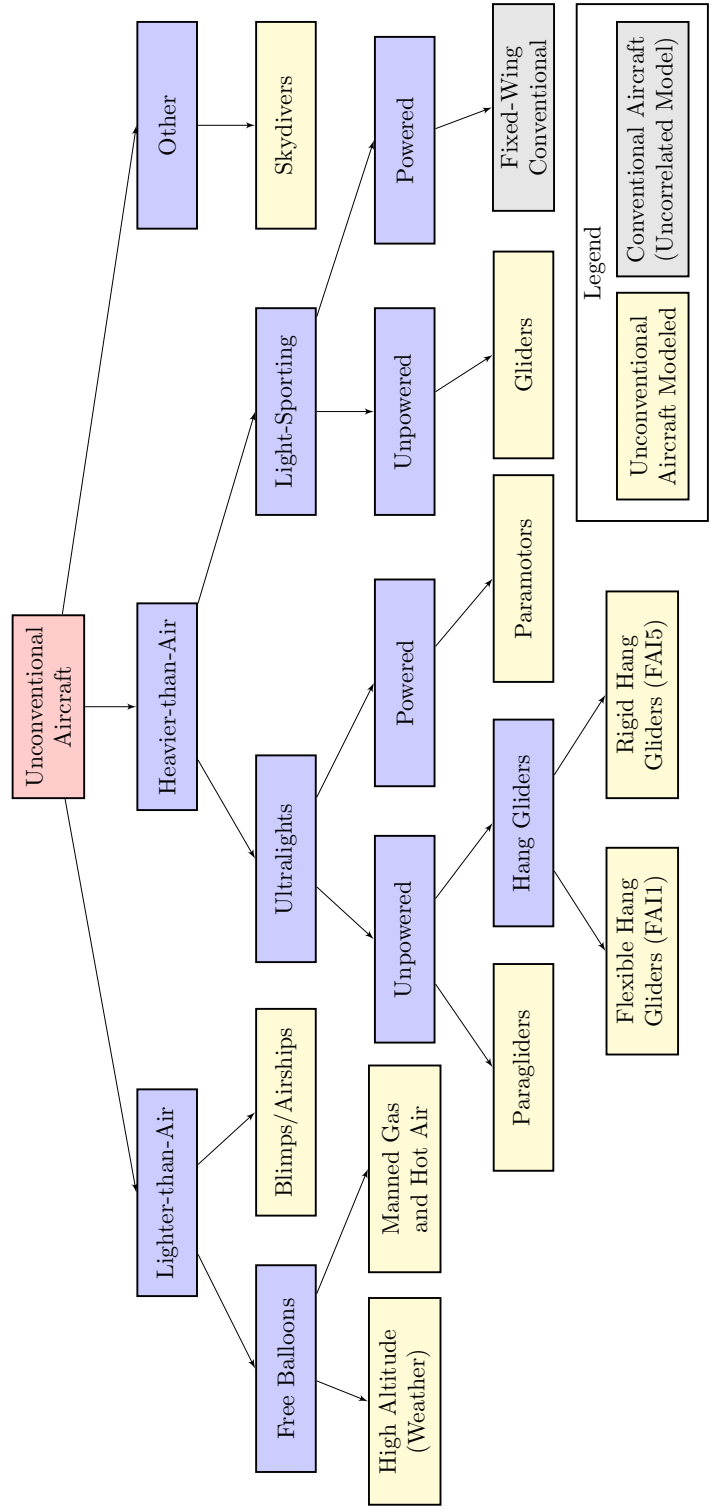 Unconventional
Aircraft
Lighter-than-Air
Heavier-than-Air
Other
Free Balloons
Blimps/Airships
Ultralights
Light-Sporting
Skydivers
High Altitude
(Weather)
Manned Gas
and Hot Air
Unpowered
Powered
Unpowered
Powered
Paragliders
Hang Gliders
Paramotors
Gliders
Fixed-Wing
Conventional
Flexible Hang
Gliders (FAI1)
Rigid Hang
Gliders (FAI5)
Legend
Unconventional
Aircraft Modeled
Conventional Aircraft
(Uncorrelated Model)